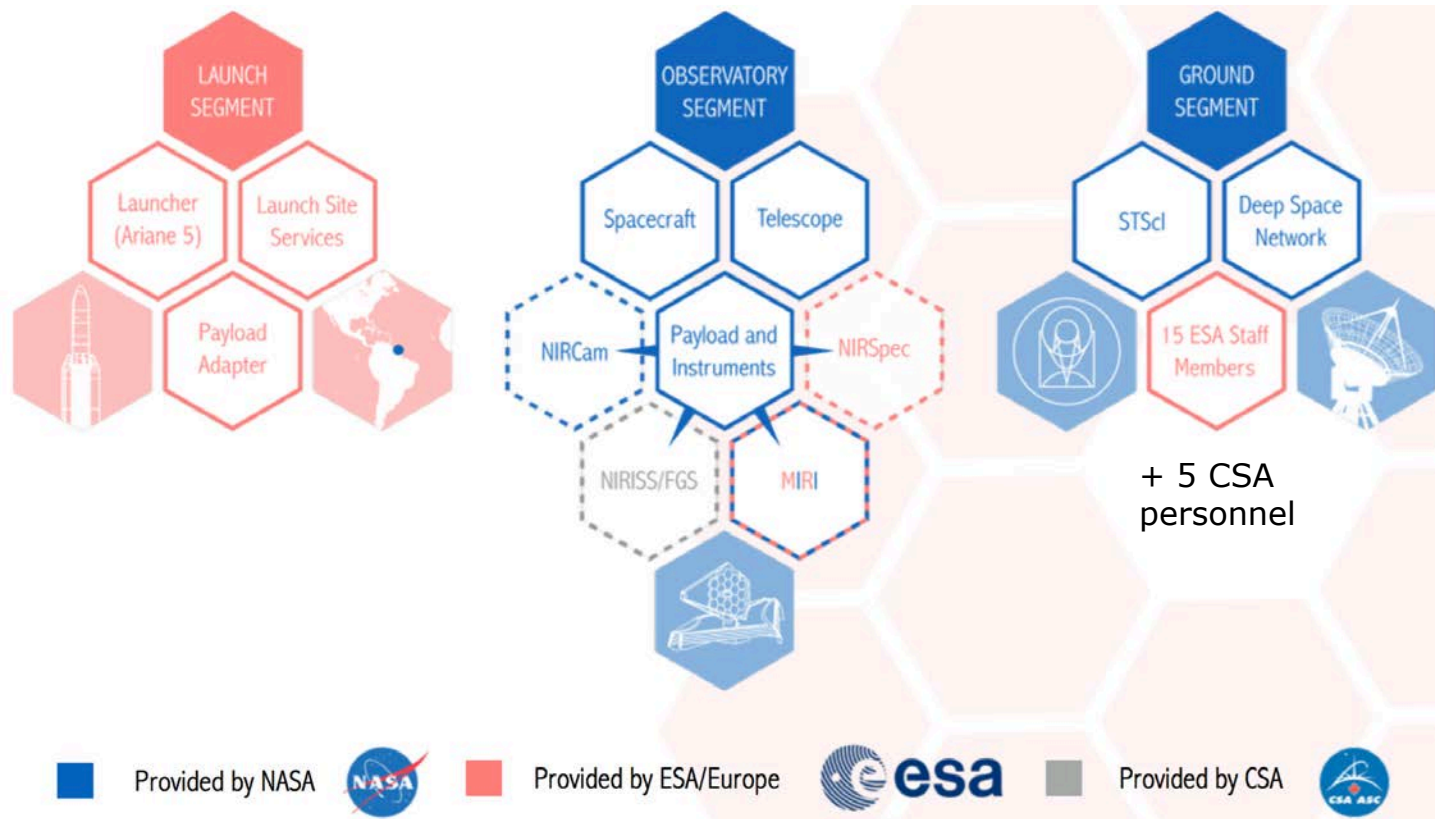 LAUNCH
SEGMENT
Launcher
(Ariane 5)
Launch Site
Services
Payload
Adapter
OBSERVATORY
SEGMENT
Spacecraft
Telescope
NIRCam
Payload and
Instruments
NIRSpec
NIRISS/FGS
MIRI
GROUND
SEGMENT
STScI
Deep Space
Network
15 ESA Staff
Members
+ 5 CSA
personnel
Provided by NASA
NASA
Provided by ESA/Europe
esa
Provided by CSA
CSA ASC